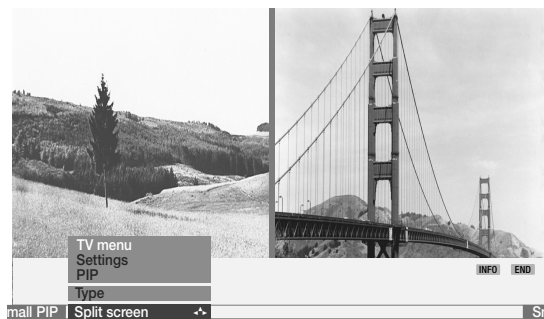 TV menu
Settings
PIP
INFO END
Type
mall PIP Split screen Sr